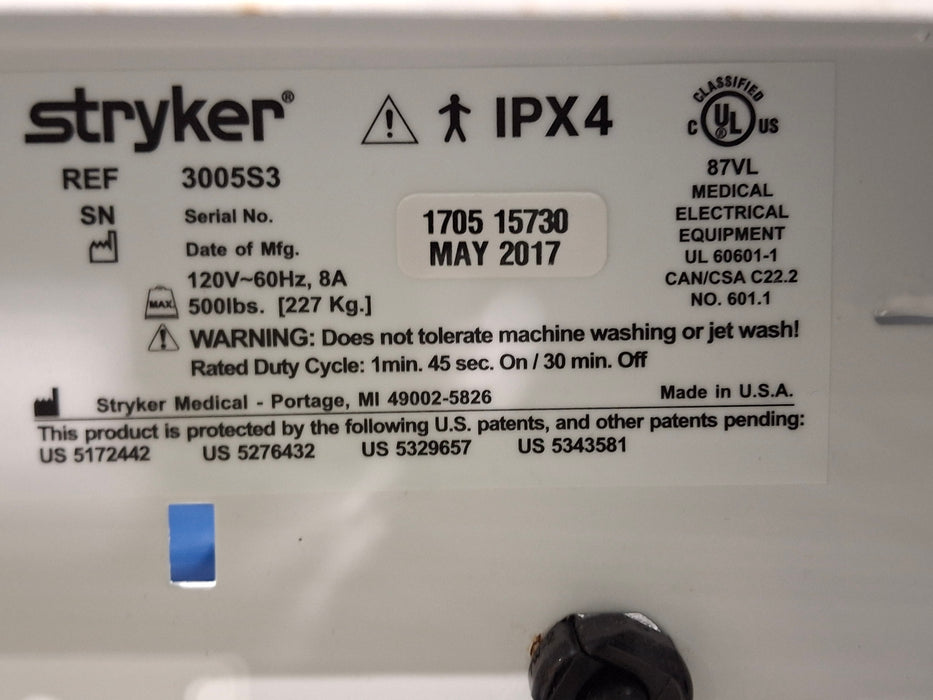 stryker®
IPX4
CLASSIFIED
C UL® US
REF 3005S3
87VL
MEDICAL
ELECTRICAL
EQUIPMENT
UL 60601-1
CAN/CSA C22.2
NO. 601.1
SN Serial No. 1705 15730
Date of Mfg. MAY 2017
120V~60Hz, 8A
MAX 500lbs. [227 Kg.]
WARNING: Does not tolerate machine washing or jet wash!
Rated Duty Cycle: 1min. 45 sec. On / 30 min. Off
Stryker Medical - Portage, MI 49002-5826 Made in U.S.A.
This product is protected by the following U.S. patents, and other patents pending:
US 5172442 US 5276432 US 5329657 US 5343581